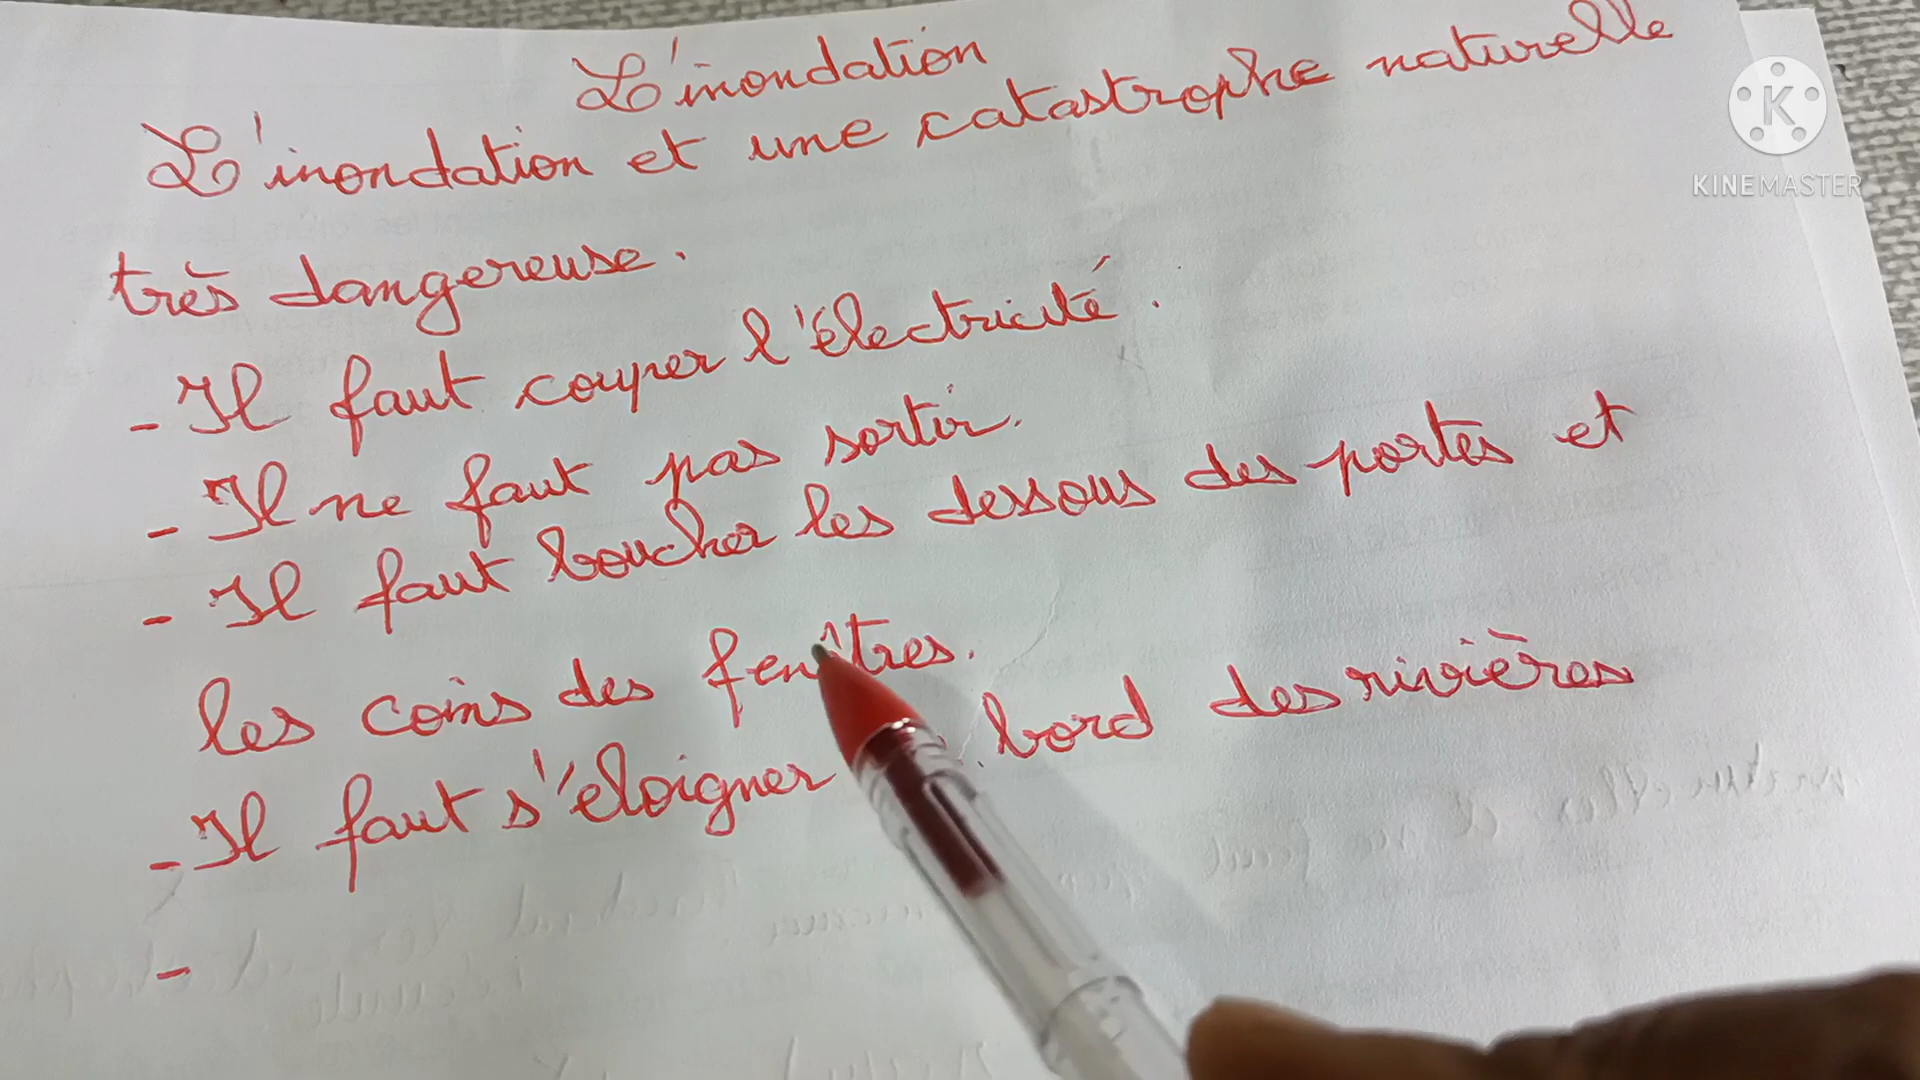 L'inondation
L'inondation et une catastrophe naturelle
très dangereuse.
- Il faut couper l'électricité.
- Il ne faut pas sortir.
- Il faut boucher les dessous des portes et
les coins des fenêtres.
- Il faut s'éloigner bord des rivières
-
KINEMASTER